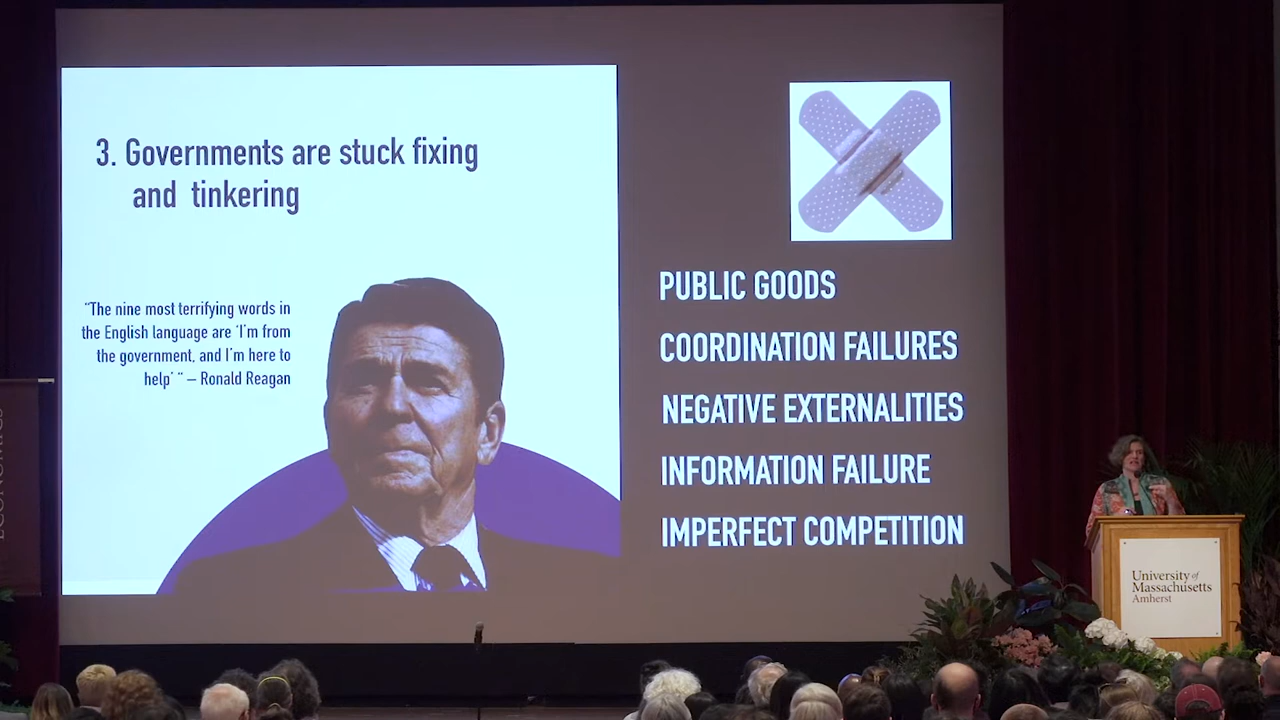 3. Governments are stuck fixing
and tinkering
"The nine most terrifying words in
the English language are 'I'm from
the government, and I'm here to
help' " – Ronald Reagan
PUBLIC GOODS
COORDINATION FAILURES
NEGATIVE EXTERNALITIES
INFORMATION FAILURE
IMPERFECT COMPETITION
ECONOMICS
University of
Massachusetts
Amherst